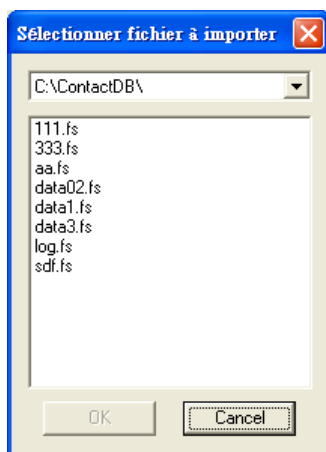 Sélectionner fichier à importer
C:\ContactDB\
111.fs
333.fs
aa.fs
data02.fs
data1.fs
data3.fs
log.fs
sdf.fs
OK
Cancel